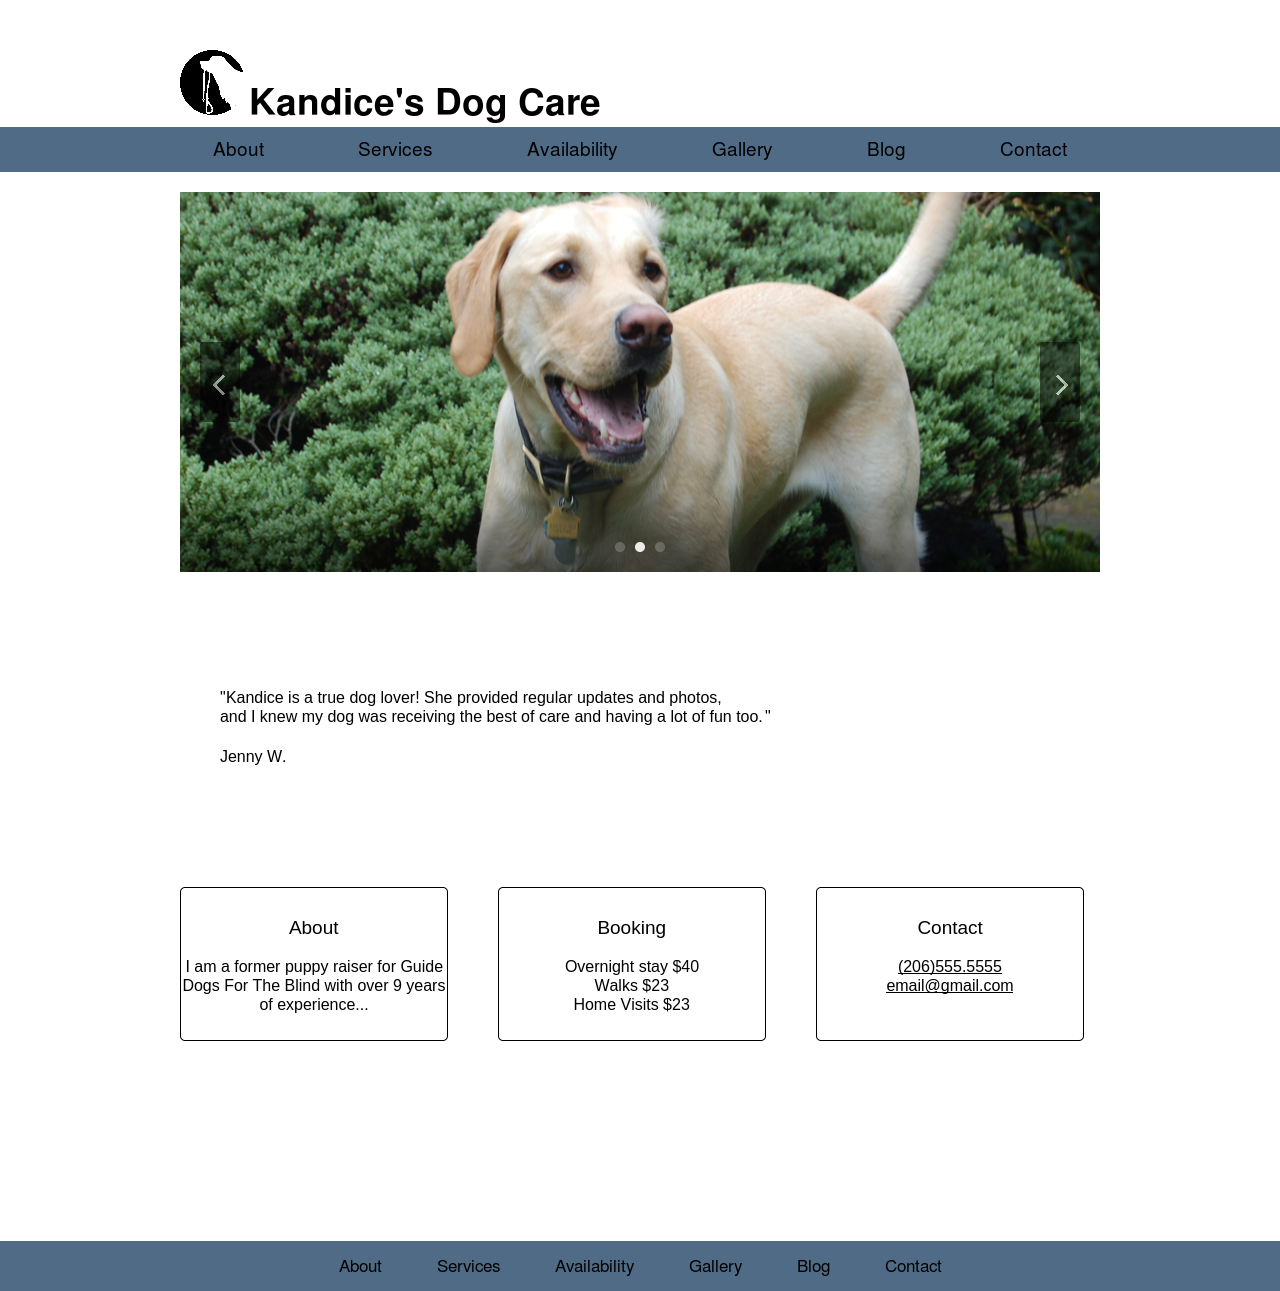 Kandice's Dog Care
About Services Availability Gallery Blog Contact
"Kandice is a true dog lover! She provided regular updates and photos,
and I knew my dog was receiving the best of care and having a lot of fun too."
Jenny W.
About
I am a former puppy raiser for Guide
Dogs For The Blind with over 9 years
of experience...
Booking
Overnight stay $40
Walks $23
Home Visits $23
Contact
(206)555.5555
email@gmail.com
About Services Availability Gallery Blog Contact